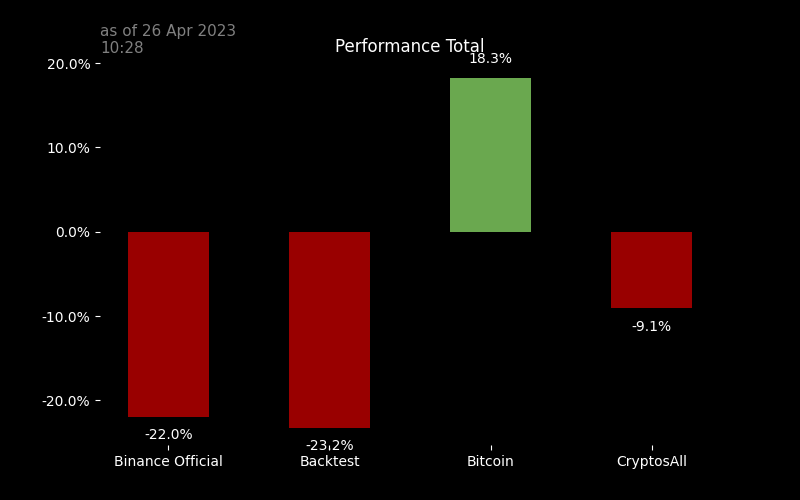 as of 26 Apr 2023
10:28
Performance Total
20.0%
18.3%
10.0%
0.0%
-10.0%
-9.1%
-20.0%
-22.0%
-23.2%
Binance Official
Backtest
Bitcoin
CryptosAll